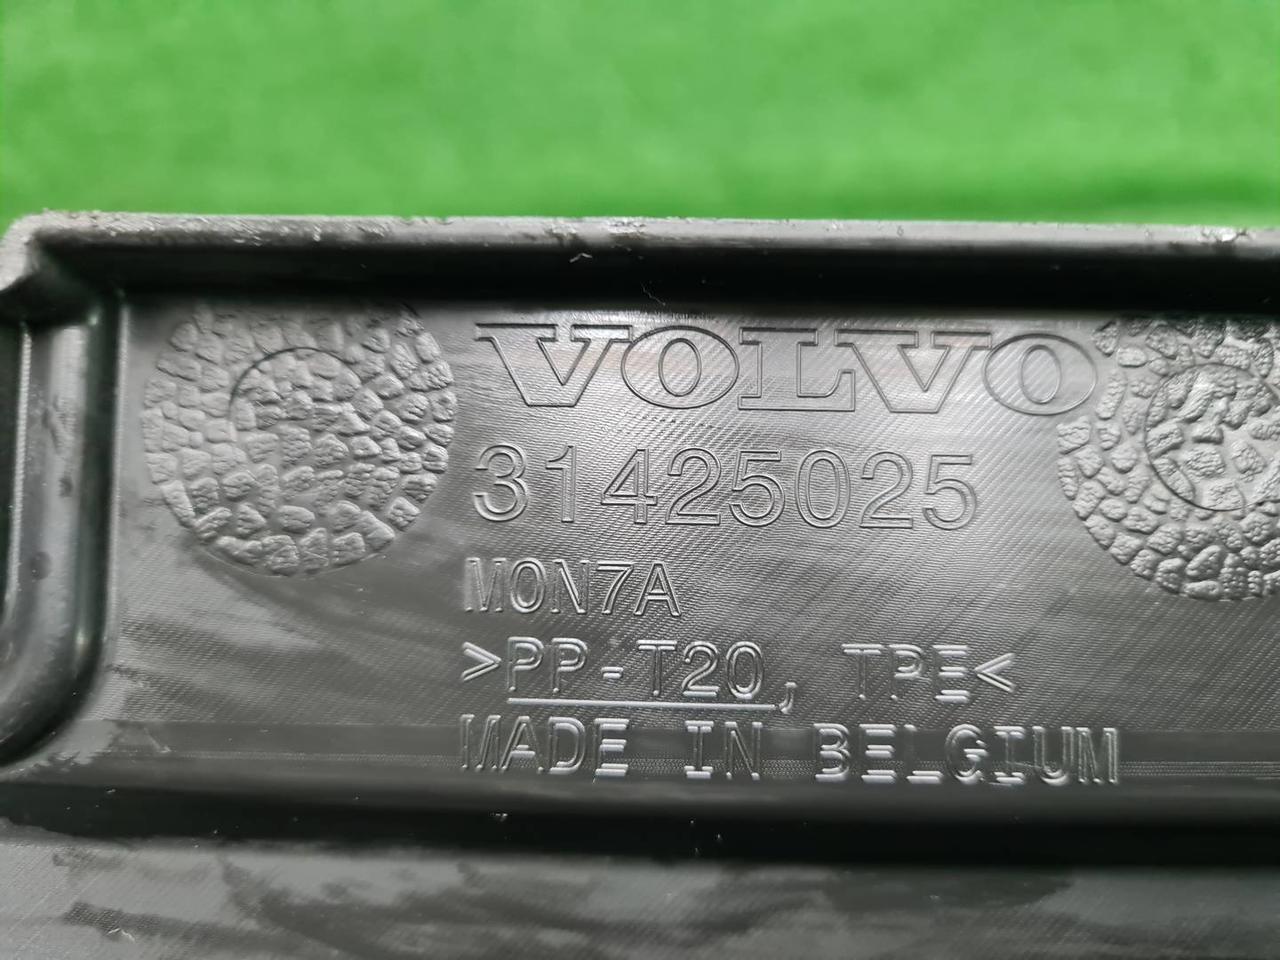 VOLVO
31425025
MON7A
>PP-T20, TPE<
MADE IN BELGIUM